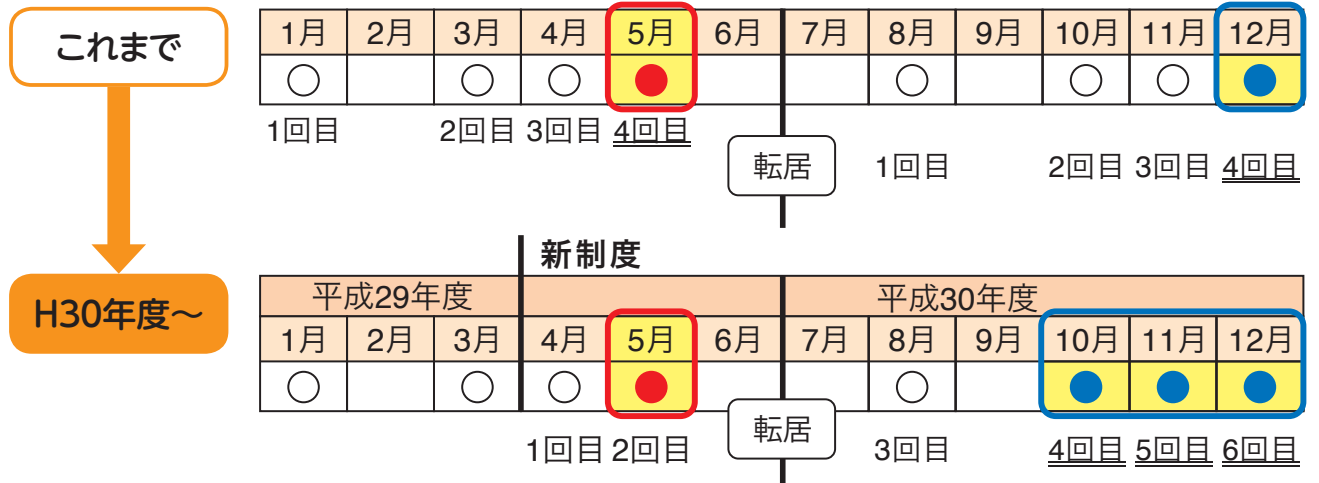 これまで
1月 2月 3月 4月 5月 6月 7月 8月 9月 10月 11月 12月
1回目 2回目 3回目 4回目
転居 1回目 2回目 3回目 4回目
新制度
H30年度～
平成29年度 平成30年度
1月 2月 3月 4月 5月 6月 7月 8月 9月 10月 11月 12月
転居
1回目 2回目 3回目 4回目 5回目 6回目